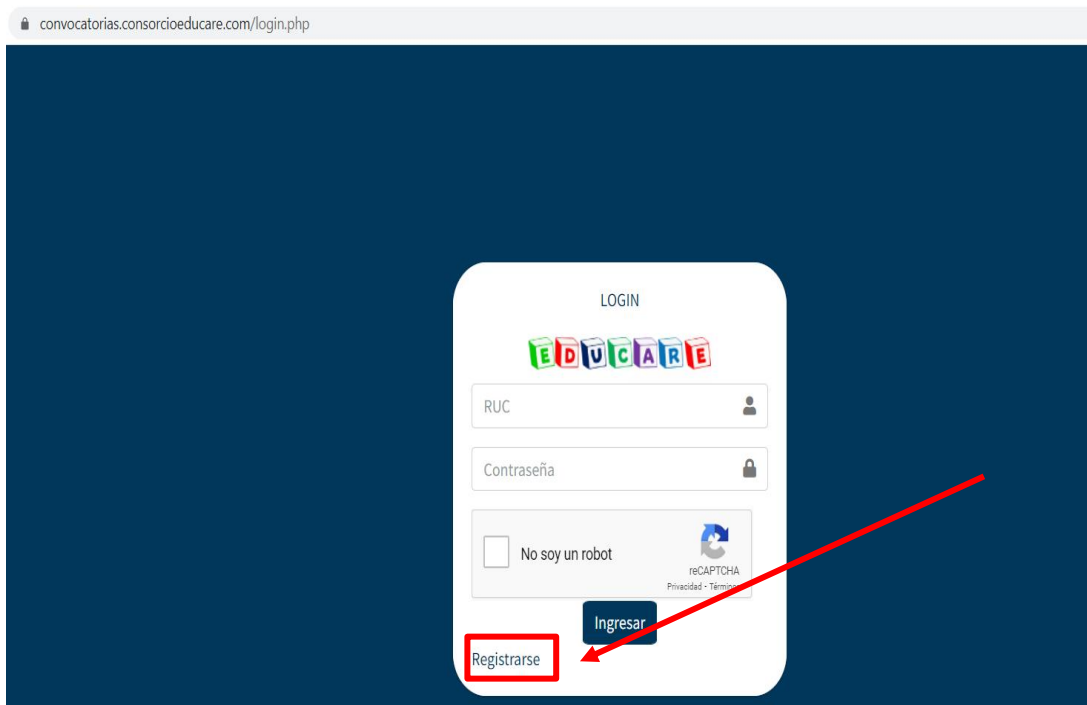 convocatorias.consorcioeducare.com/login.php
LOGIN
EDUCARE
RUC
Contraseña
No soy un robot
reCAPTCHA
Privacidad - Términos
Ingresar
Registrarse